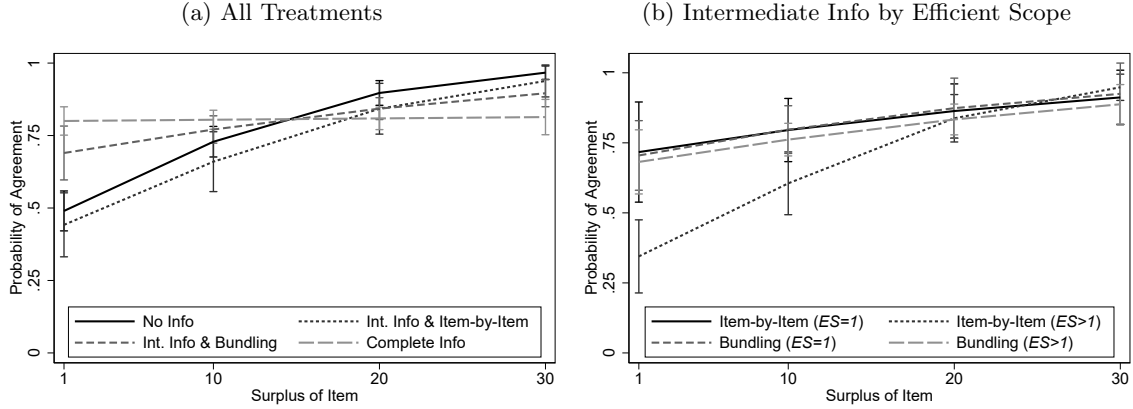 (a) All Treatments
Probability of Agreement
1
.75
.5
.25
0
No Info
Int. Info & Item-by-Item
Int. Info & Bundling
Complete Info
1 10 20 30
Surplus of Item
(b) Intermediate Info by Efficient Scope
Probability of Agreement
1
.75
.5
.25
0
Item-by-Item (ES=1)
Item-by-Item (ES>1)
Bundling (ES=1)
Bundling (ES>1)
1 10 20 30
Surplus of Item